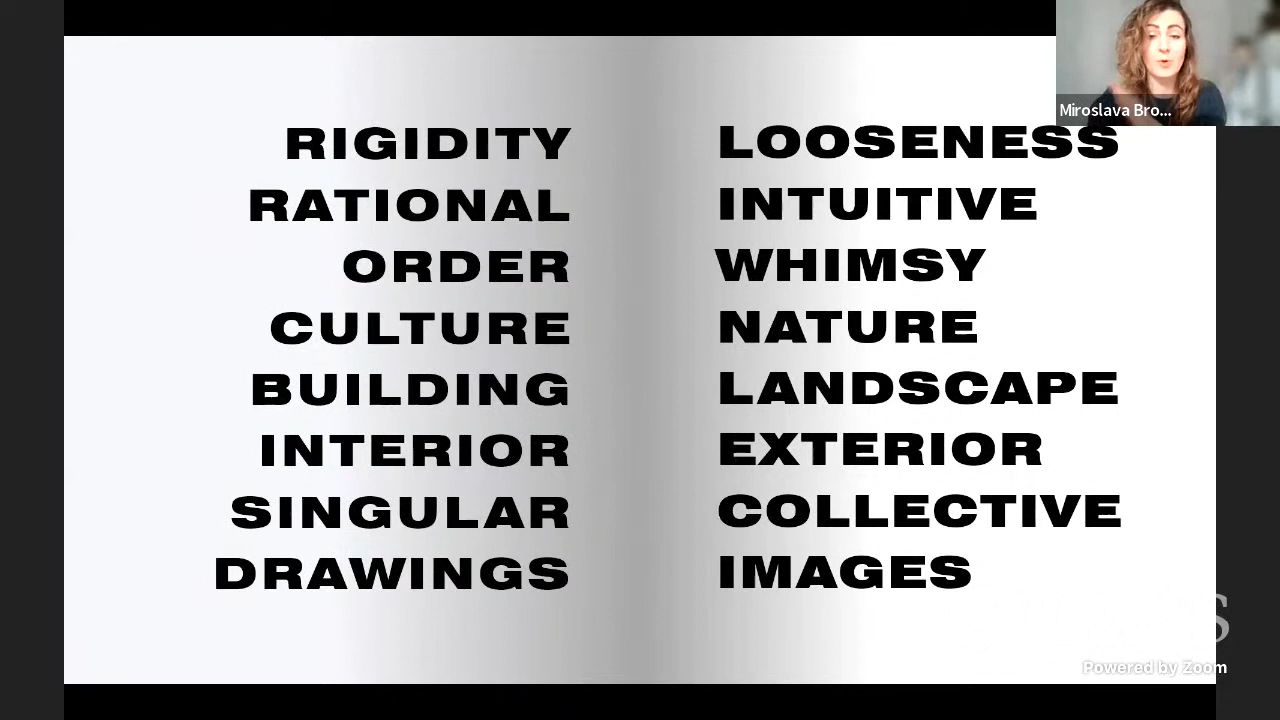 Miroslava Bro...
RIGIDITY LOOSENESS
RATIONAL INTUITIVE
ORDER WHIMSY
CULTURE NATURE
BUILDING LANDSCAPE
INTERIOR EXTERIOR
SINGULAR COLLECTIVE
DRAWINGS IMAGES
Powered by Zoom